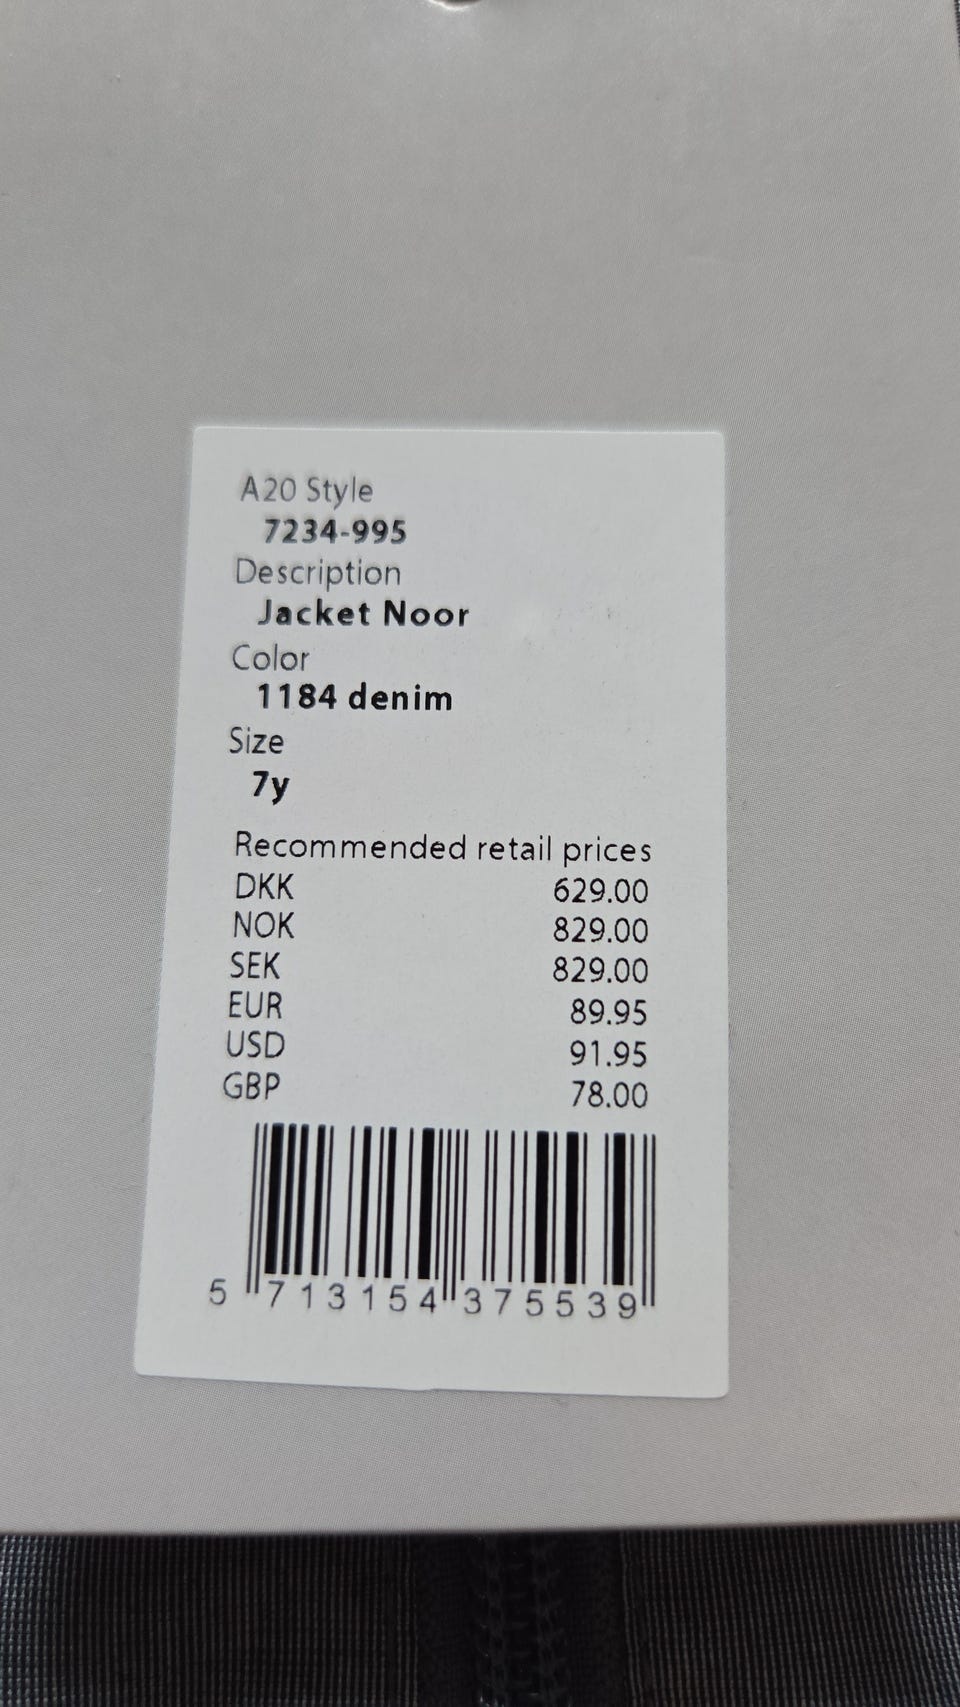 A20 Style
7234-995
Description
Jacket Noor
Color
1184 denim
Size
7y
Recommended retail prices
DKK 629.00
NOK 829.00
SEK 829.00
EUR 89.95
USD 91.95
GBP 78.00
5 713154 375539